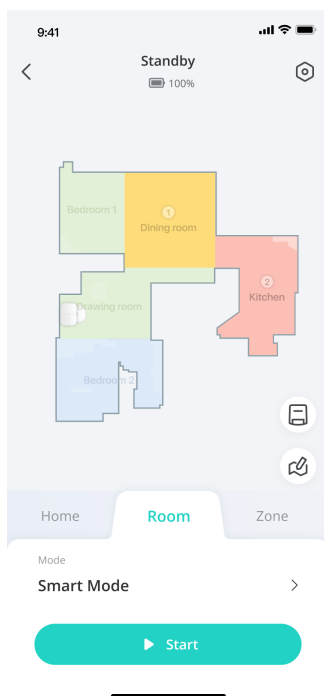 9:41
Standby
100%
Bedroom 1
1
Dining room
2
Kitchen
Drawing room
Bedroom 2
Home
Room
Zone
Mode
Smart Mode
Start